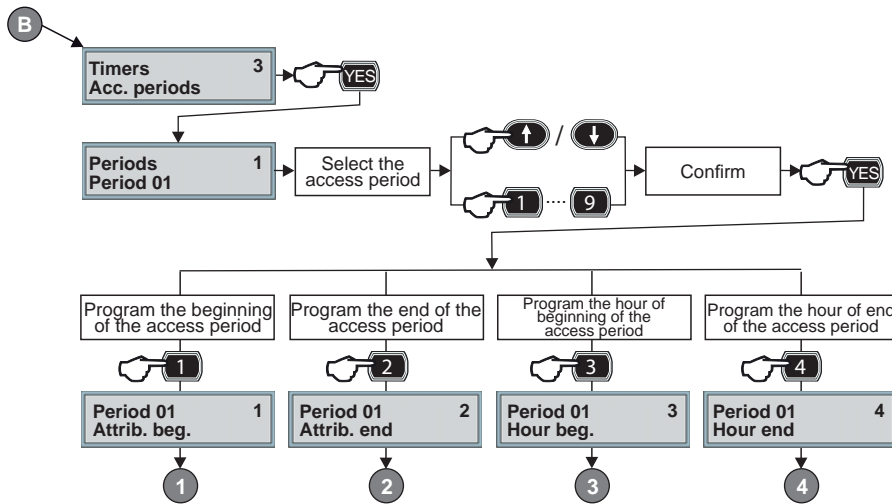 B
Timers 3
Acc. periods
YES
Periods 1
Period 01
Select the
access period
/
1 .... 9
Confirm
YES
Program the beginning
of the access period
Program the end of the
access period
Program the hour of
beginning of the
access period
Program the hour of end
of the access period
1
2
3
4
Period 01 1
Attrib. beg.
Period 01 2
Attrib. end
Period 01 3
Hour beg.
Period 01 4
Hour end
1
2
3
4